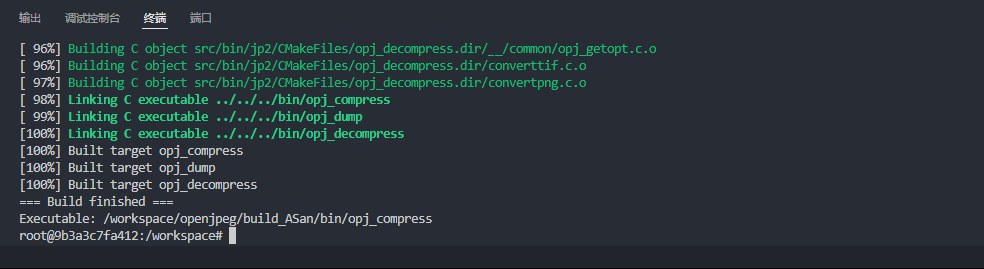 输出 调试控制台 终端 端口
[ 96%] Building C object src/bin/jp2/CMakeFiles/opj_decompress.dir/__/common/opj_getopt.c.o
[ 96%] Building C object src/bin/jp2/CMakeFiles/opj_decompress.dir/converttif.c.o
[ 97%] Building C object src/bin/jp2/CMakeFiles/opj_decompress.dir/convertpng.c.o
[ 98%] Linking C executable ../../../bin/opj_compress
[ 99%] Linking C executable ../../../bin/opj_dump
[100%] Linking C executable ../../../bin/opj_decompress
[100%] Built target opj_compress
[100%] Built target opj_dump
[100%] Built target opj_decompress
=== Build finished ===
Executable: /workspace/openjpeg/build_ASan/bin/opj_compress
root@9b3a3c7fa412:/workspace#